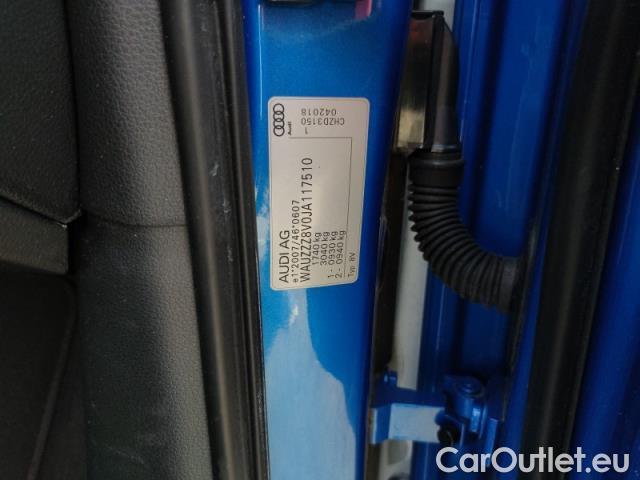 AUDI AG
e1*2007/46*0607
WAUZZZ8V0JA117510
1740 kg
3040 kg
1 - 0930 kg
2 - 0940 kg
Typ: 8V
Audi
1
CHZD3150
042018
CarOutlet.eu